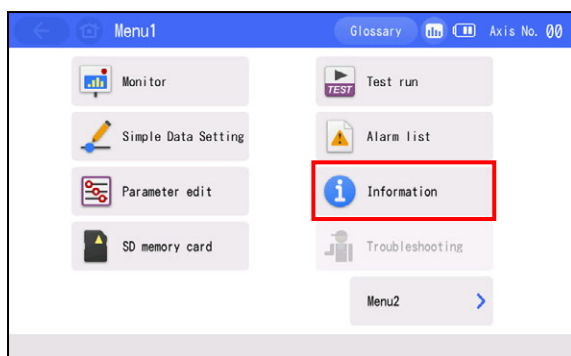 Menu1
Glossary
Axis No. 00
Monitor
TEST
Test run
Simple Data Setting
Alarm list
Parameter edit
Information
SD memory card
Troubleshooting
Menu2